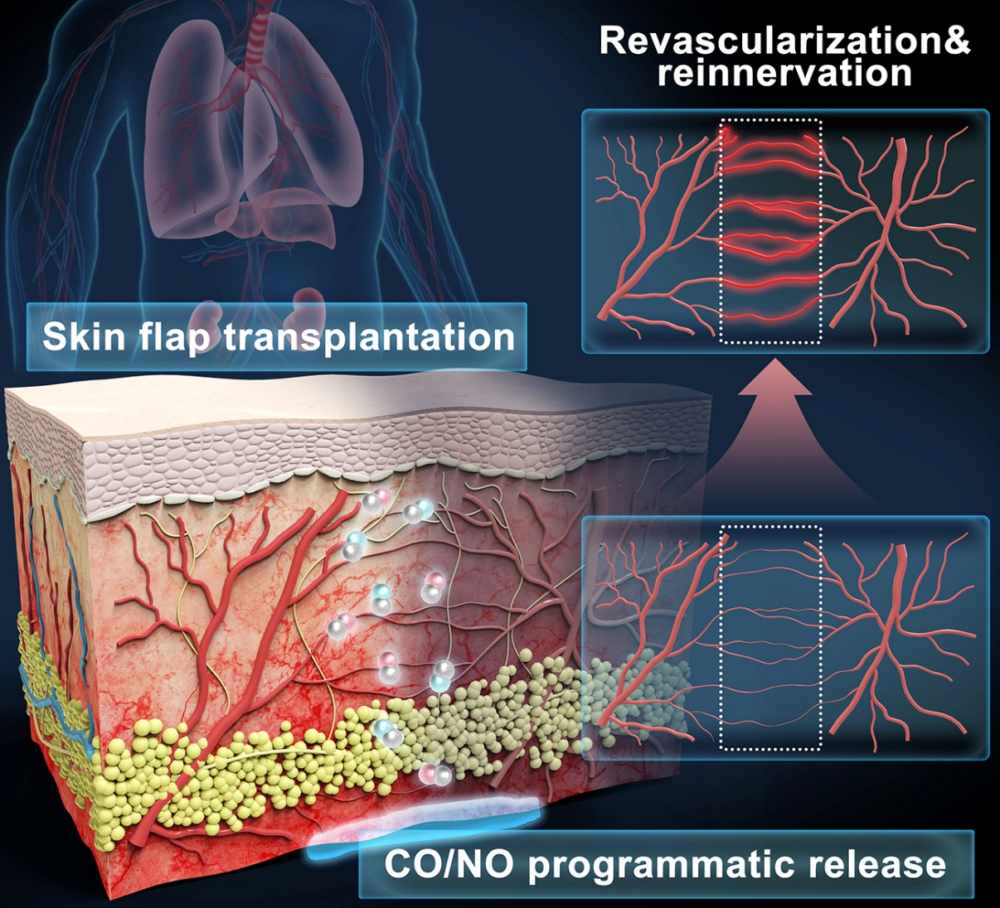 Revascularization&
reinnervation
Skin flap transplantation
CO/NO programmatic release